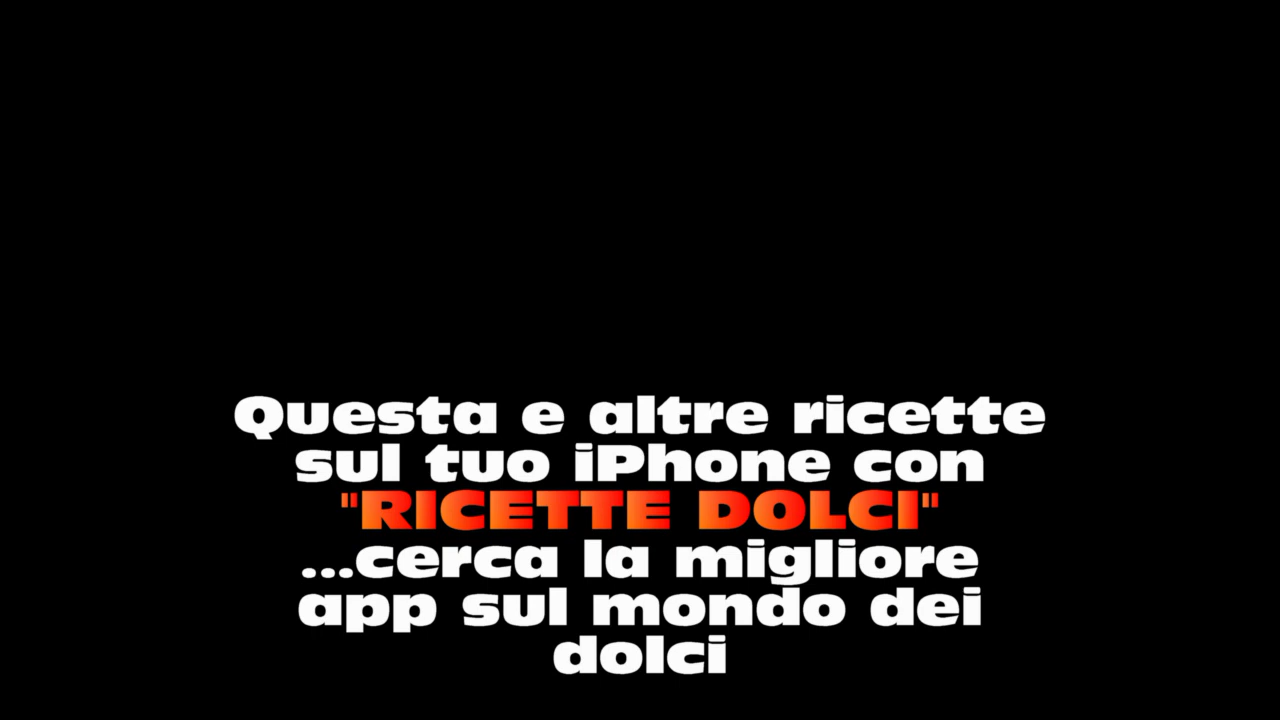 Questa e altre ricette
sul tuo iPhone con
"RICETTE DOLCI"
...cerca la migliore
app sul mondo dei
dolci